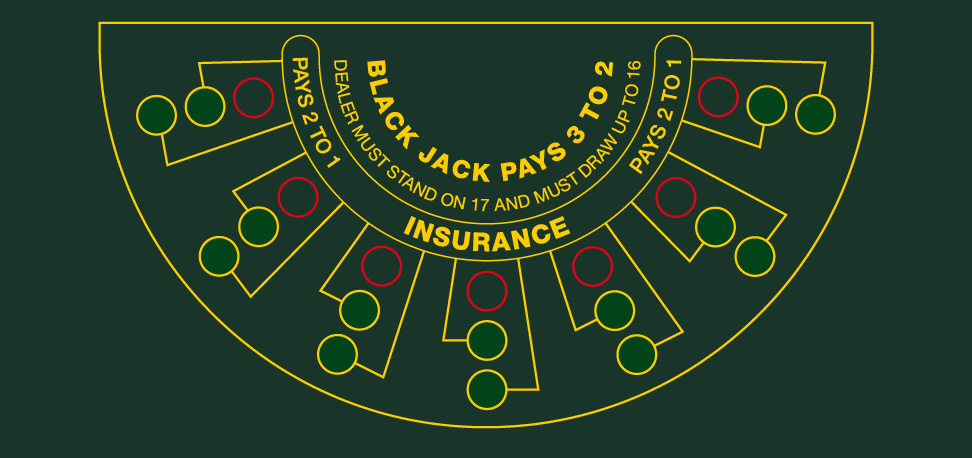 BLACK JACK PAYS 3 TO 2
DEALER MUST STAND ON 17 AND MUST DRAW UP TO 16
PAYS 2 TO 1
INSURANCE
PAYS 2 TO 1